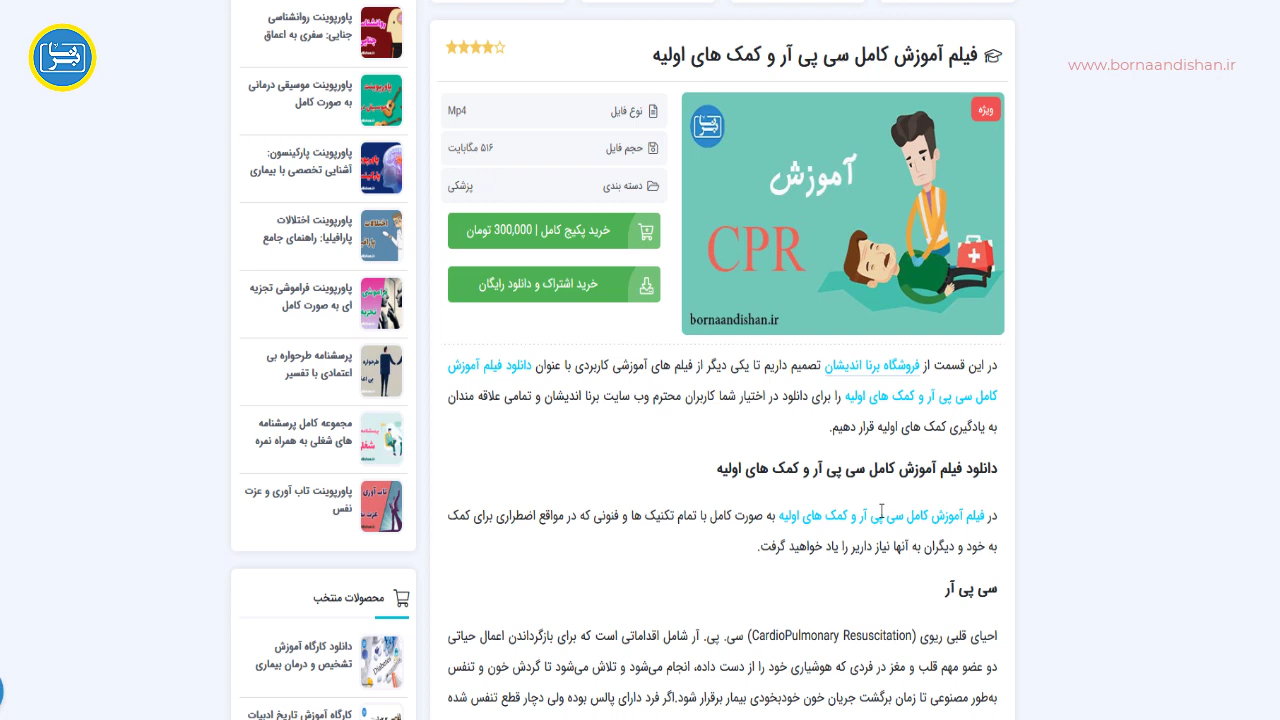 www.bornaandishan.ir
فیلم آموزش کامل سی پی آر و کمک های اولیه
ویژه
آموزش
CPR
bornaandishan.ir
نوع فایل
Mp4
حجم فایل
۵۱۶ مگابایت
دسته بندی
پزشکی
خرید پکیج کامل | 300,000 تومان
خرید اشتراک و دانلود رایگان
در این قسمت از فروشگاه برنا اندیشان تصمیم داریم تا یکی دیگر از فیلم های آموزشی کاربردی با عنوان دانلود فیلم آموزش
کامل سی پی آر و کمک های اولیه را برای دانلود در اختیار شما کاربران محترم وب سایت برنا اندیشان و تمامی علاقه مندان
به یادگیری کمک های اولیه قرار دهیم.
دانلود فیلم آموزش کامل سی پی آر و کمک های اولیه
در فیلم آموزش کامل سی پی آر و کمک های اولیه به صورت کامل با تمام تکنیک ها و فنونی که در مواقع اضطراری برای کمک
به خود و دیگران به آنها نیاز داریر را یاد خواهید گرفت.
سی پی آر
احیای قلبی ریوی (CardioPulmonary Resuscitation) سی. پی. آر شامل اقداماتی است که برای بازگرداندن اعمال حیاتی
دو عضو مهم قلب و مغز در فردی که هوشیاری خود را از دست داده، انجام می‌شود و تلاش می‌شود تا گردش خون و تنفس
به‌طور مصنوعی تا زمان برگشت جریان خون خودبخودی بیمار برقرار شود.اگر فرد دارای پالس بوده ولی دچار قطع تنفس شده
پاورپوینت روانشناسی
جنایی: سفری به اعماق
پاورپوینت موسیقی درمانی
به صورت کامل
پاورپوینت پارکینسون:
آشنایی تخصصی با بیماری
پاورپوینت اختلالات
پارافیلیا: راهنمای جامع
پاورپوینت فراموشی تجزیه
ای به صورت کامل
پرسشنامه طرحواره بی
اعتمادی با تفسیر
مجموعه کامل پرسشنامه
های شغلی به همراه نمره
پاورپوینت تاب آوری و عزت
نفس
محصولات منتخب
دانلود کارگاه آموزش
تشخیص و درمان بیماری
کارگاه آموزش تاریخ ادبیات